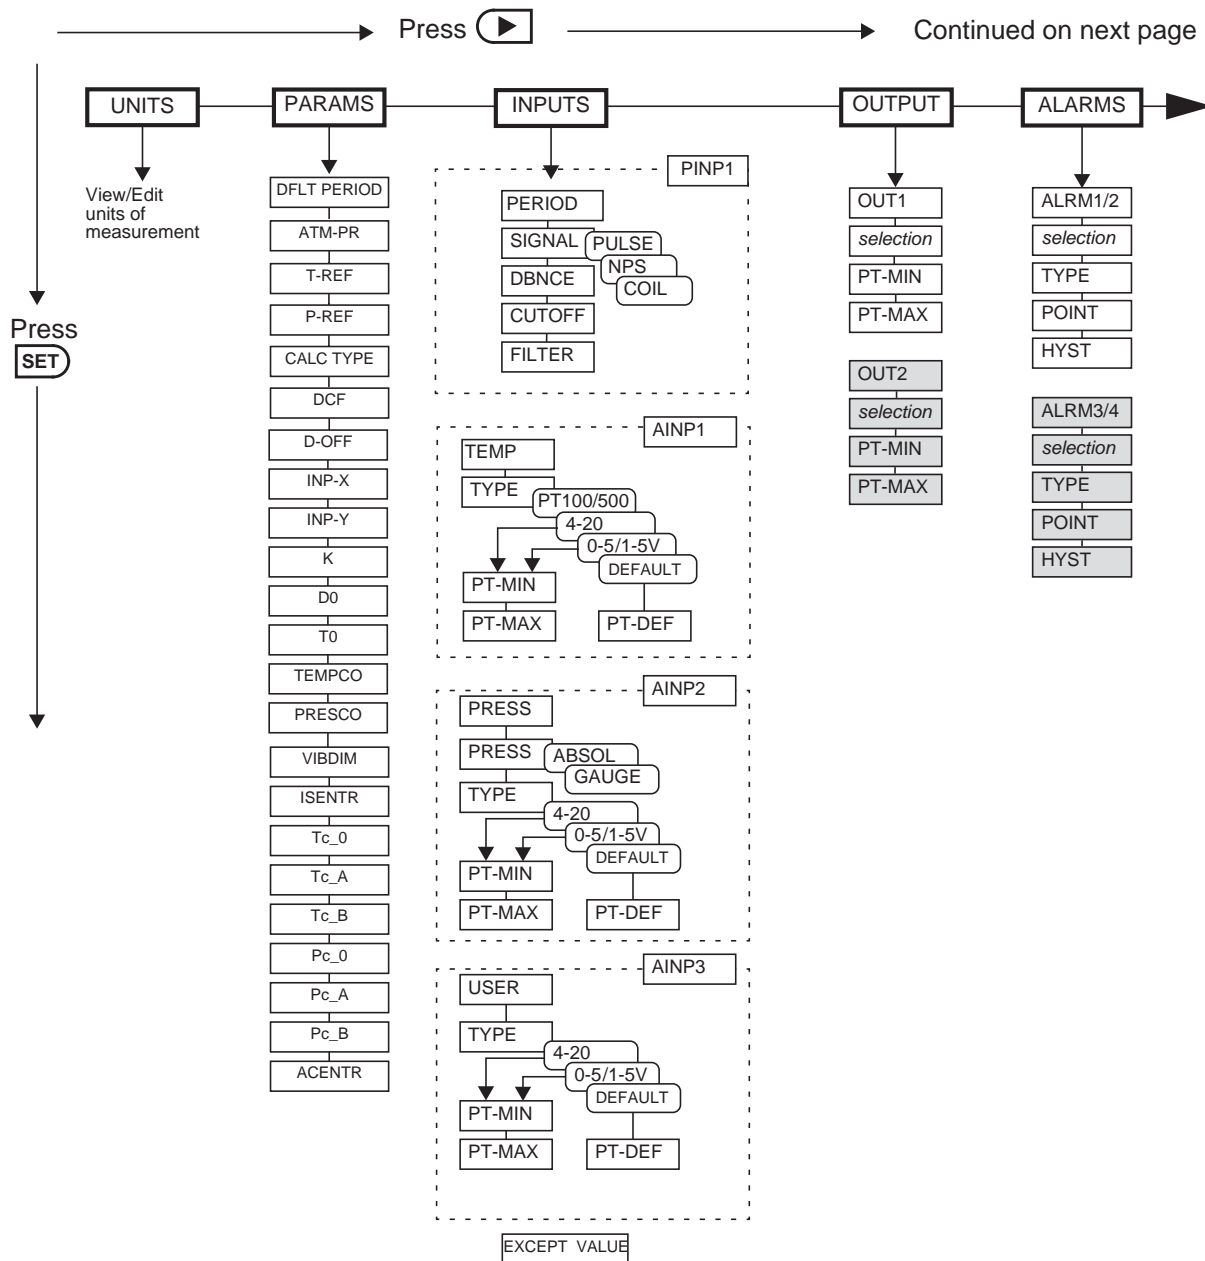 Press
Continued on next page
UNITS
PARAMS
INPUTS
OUTPUT
ALARMS
Press
SET
View/Edit
units of
measurement
DFLT PERIOD
ATM-PR
T-REF
P-REF
CALC TYPE
DCF
D-OFF
INP-X
INP-Y
K
D0
T0
TEMPCO
PRESCO
VIBDIM
ISENTR
Tc_0
Tc_A
Tc_B
Pc_0
Pc_A
Pc_B
ACENTR
PINP1
PERIOD
SIGNAL
PULSE
NPS
COIL
DBNCE
CUTOFF
FILTER
AINP1
TEMP
TYPE
PT100/500
4-20
0-5/1-5V
DEFAULT
PT-MIN
PT-MAX
PT-DEF
AINP2
PRESS
PRESS
ABSOL
GAUGE
TYPE
4-20
0-5/1-5V
DEFAULT
PT-MIN
PT-MAX
PT-DEF
AINP3
USER
TYPE
4-20
0-5/1-5V
DEFAULT
PT-MIN
PT-MAX
PT-DEF
EXCEPT VALUE
OUT1
selection
PT-MIN
PT-MAX
OUT2
selection
PT-MIN
PT-MAX
ALRM1/2
selection
TYPE
POINT
HYST
ALRM3/4
selection
TYPE
POINT
HYST